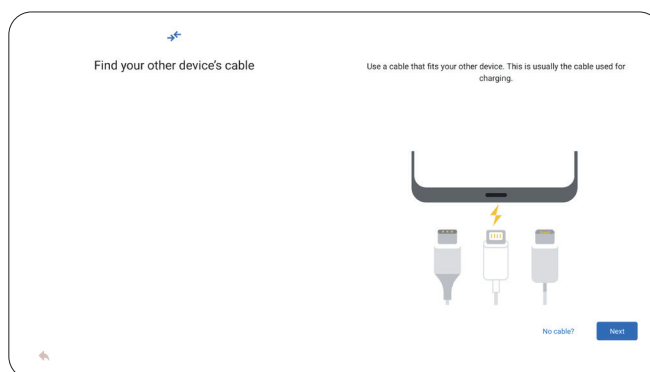 Find your other device’s cable
Use a cable that fits your other device. This is usually the cable used for
charging.
No cable?
Next